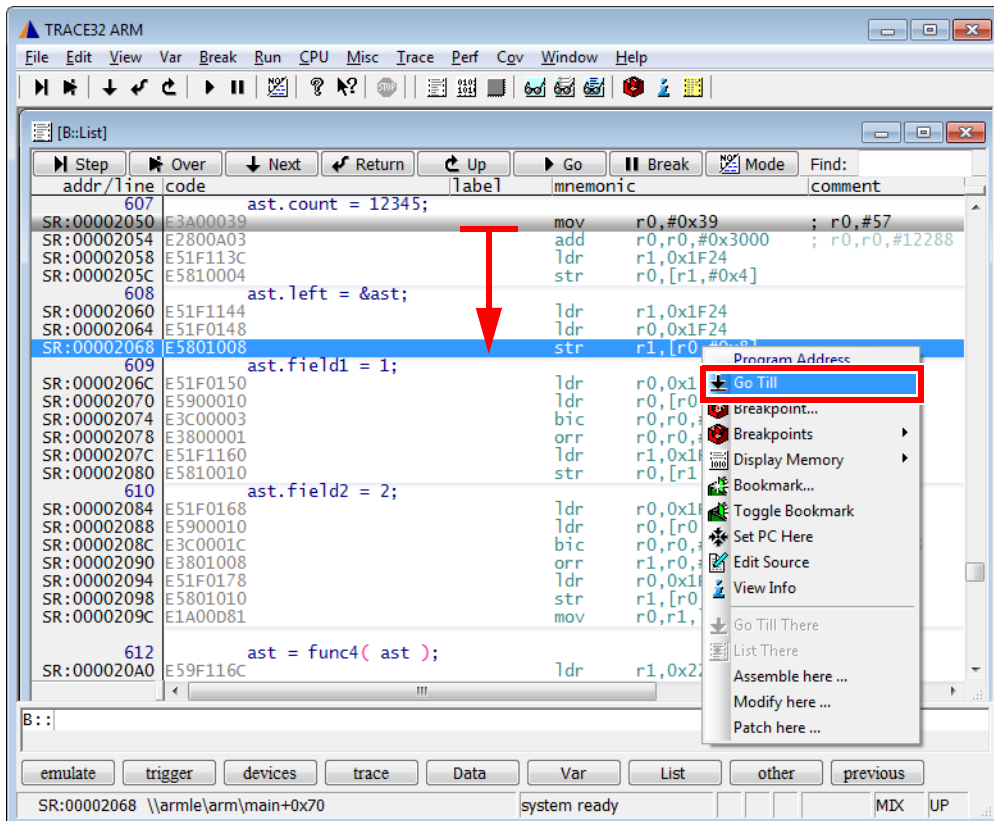 TRACE32 ARM
File Edit View Var Break Run CPU Misc Trace Perf Cov Window Help
[B::List]
Step Over Next Return Up Go Break Mode Find:
addr/line code label mnemonic comment
607 ast.count = 12345;
SR:00002050 E3A00039 mov r0,#0x39 ; r0,#57
SR:00002054 E2800A03 add r0,r0,#0x3000 ; r0,r0,#12288
SR:00002058 E51F113C ldr r1,0x1F24
SR:0000205C E5810004 str r0,[r1,#0x4]
608 ast.left = &ast;
SR:00002060 E51F1144 ldr r1,0x1F24
SR:00002064 E51F0148 ldr r0,0x1F24
SR:00002068 E5801008 str r1,[r0,#0x8]
609 ast.field1 = 1;
SR:0000206C E51F0150 ldr r0,0x1
SR:00002070 E5900010 ldr r0,[r0
SR:00002074 E3C00003 bic r0,r0,#
SR:00002078 E3800001 orr r0,r0,#
SR:0000207C E51F1160 ldr r1,0x1F
SR:00002080 E5810010 str r0,[r1
610 ast.field2 = 2;
SR:00002084 E51F0168 ldr r0,0x1F
SR:00002088 E5900010 ldr r0,[r0
SR:0000208C E3C0001C bic r0,r0,#
SR:00002090 E3801008 orr r1,r0,#
SR:00002094 E51F0178 ldr r0,0x1F
SR:00002098 E5801010 str r1,[r0
SR:0000209C E1A00D81 mov r0,r1,
612 ast = func4( ast );
SR:000020A0 E59F116C ldr r1,0x22
Program Address
Go Till
Breakpoint...
Breakpoints
Display Memory
Bookmark...
Toggle Bookmark
Set PC Here
Edit Source
View Info
Go Till There
List There
Assemble here ...
Modify here ...
Patch here ...
B::
emulate trigger devices trace Data Var List other previous
SR:00002068 \\armle\arm\main+0x70 system ready MIX UP